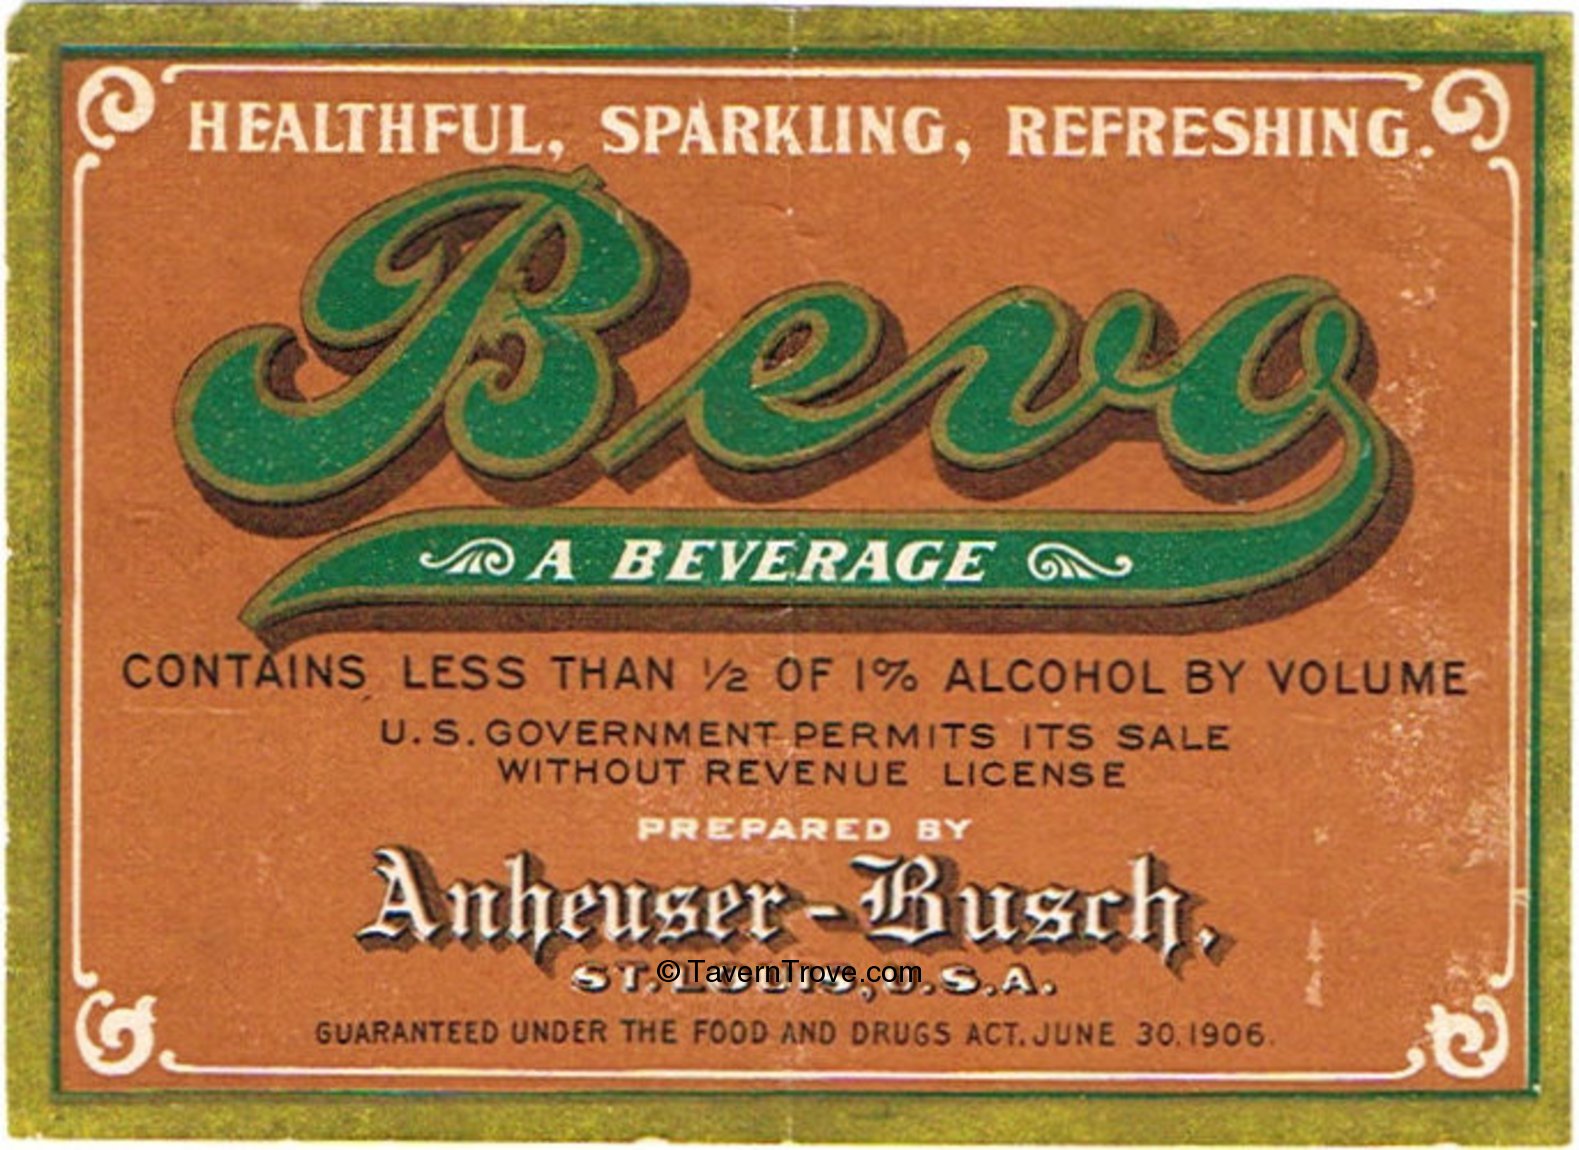 HEALTHFUL, SPARKLING, REFRESHING.
Bevo
A BEVERAGE
CONTAINS LESS THAN ½ OF 1% ALCOHOL BY VOLUME
U.S. GOVERNMENT PERMITS ITS SALE
WITHOUT REVENUE LICENSE
PREPARED BY
Anheuser-Busch,
ST. LOUIS, U.S.A.
© TavernTrove.com
GUARANTEED UNDER THE FOOD AND DRUGS ACT, JUNE 30, 1906.